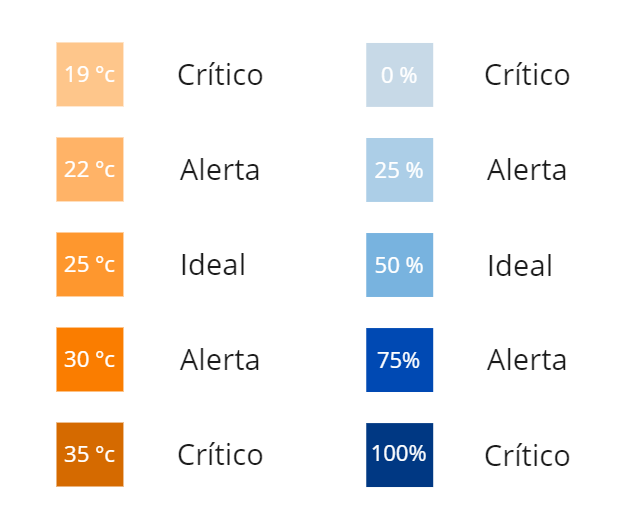 19 °c Crítico 0 % Crítico
22 °c Alerta 25 % Alerta
25 °c Ideal 50 % Ideal
30 °c Alerta 75% Alerta
35 °c Crítico 100% Crítico